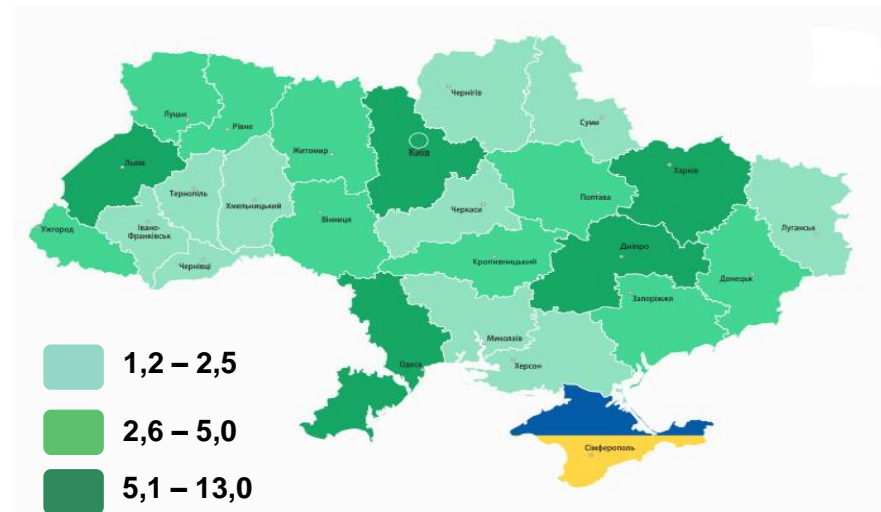 Чернігів
Луцьк
Рівне
Суми
Житомир
Київ
Львів
Харків
Тернопіль
Хмельницький
Полтава
Черкаси
Вінниця
Ужгород
Івано-
Франківськ
Луганськ
Чернівці
Дніпро
Кропивницький
Донецьк
Запоріжжя
Миколаїв
Одеса
Херсон
Сімферополь
1,2 – 2,5
2,6 – 5,0
5,1 – 13,0